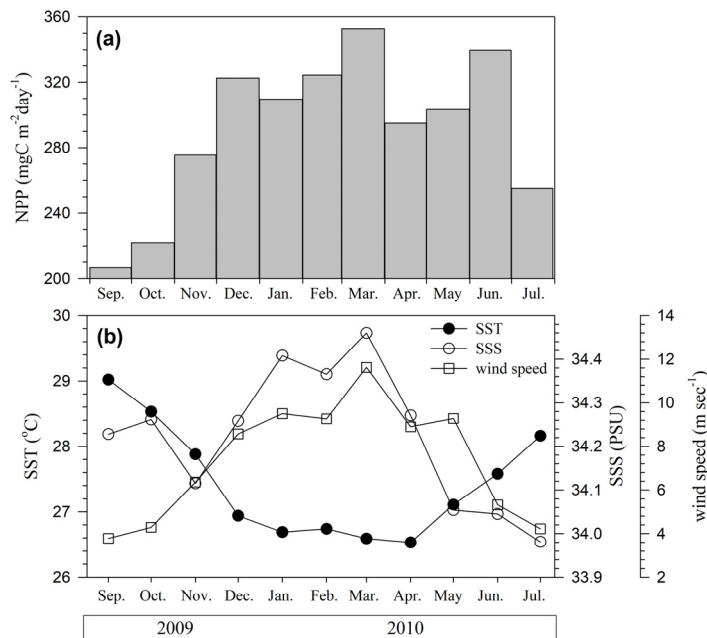 (a)
360
320
280
240
200
NPP (mgC m⁻²day⁻¹)
Sep. Oct. Nov. Dec. Jan. Feb. Mar. Apr. May Jun. Jul.
(b)
30
29
28
27
26
SST (°C)
SST
SSS
wind speed
34.4
34.3
34.2
34.1
34.0
33.9
SSS (PSU)
14
12
10
8
6
4
2
wind speed (m sec⁻¹)
Sep. Oct. Nov. Dec. Jan. Feb. Mar. Apr. May Jun. Jul.
2009 2010